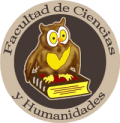 Facultad de Ciencias
y Humanidades